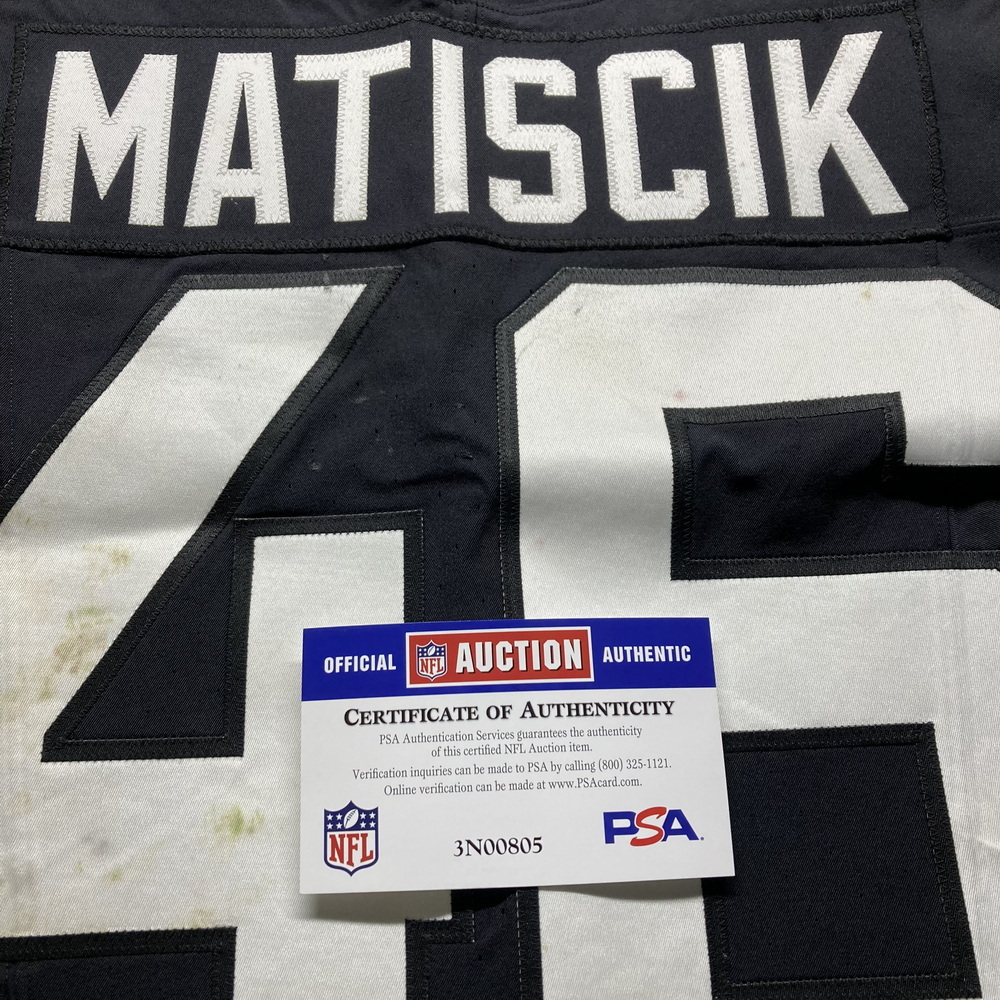 MATISCIK
46
OFFICIAL NFL AUCTION AUTHENTIC
CERTIFICATE OF AUTHENTICITY
PSA Authentication Services guarantees the authenticity
of this certified NFL Auction item.
Verification inquiries can be made to PSA by calling (800) 325-1121.
Online verification can be made at www.PSAcard.com.
NFL 3N00805 PSA